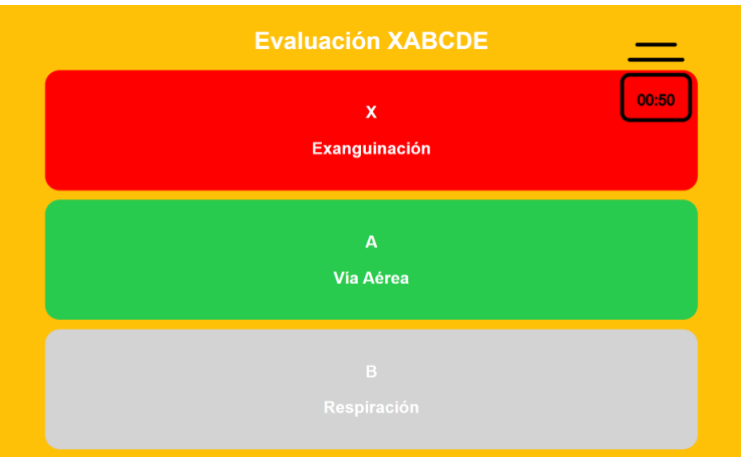 Evaluación XABCDE
00:50
X
Exanguinación
A
Vía Aérea
B
Respiración